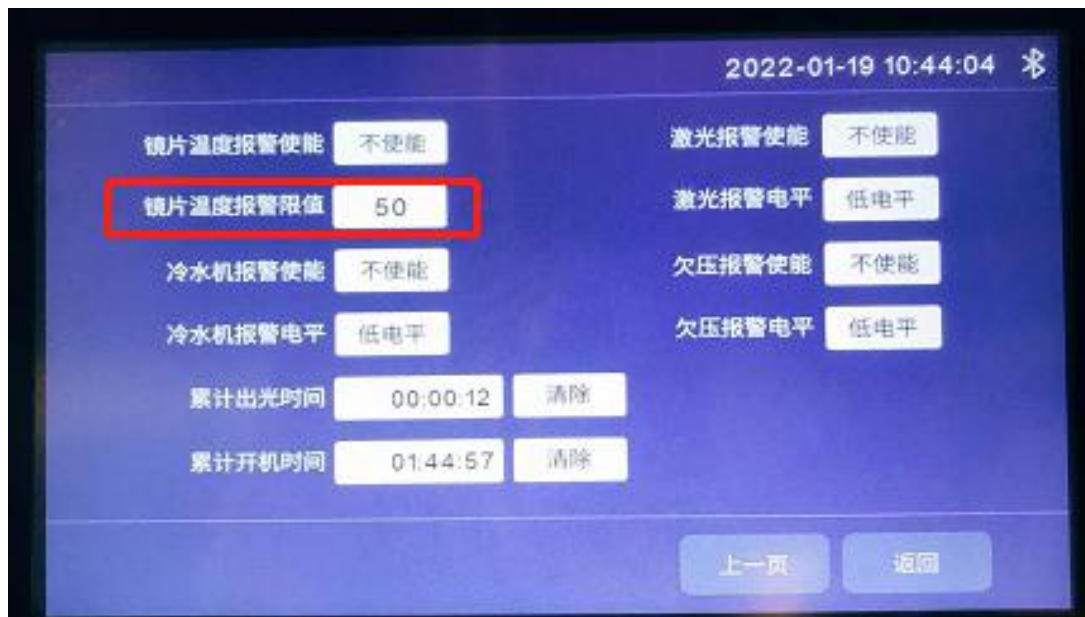 2022-01-19 10:44:04
镜片温度报警使能 不使能 激光报警使能 不使能
镜片温度报警限值 50 激光报警电平 低电平
冷水机报警使能 不使能 欠压报警使能 不使能
冷水机报警电平 低电平 欠压报警电平 低电平
累计出光时间 00:00:12 清除
累计开机时间 01:44:57 清除
上一页 返回